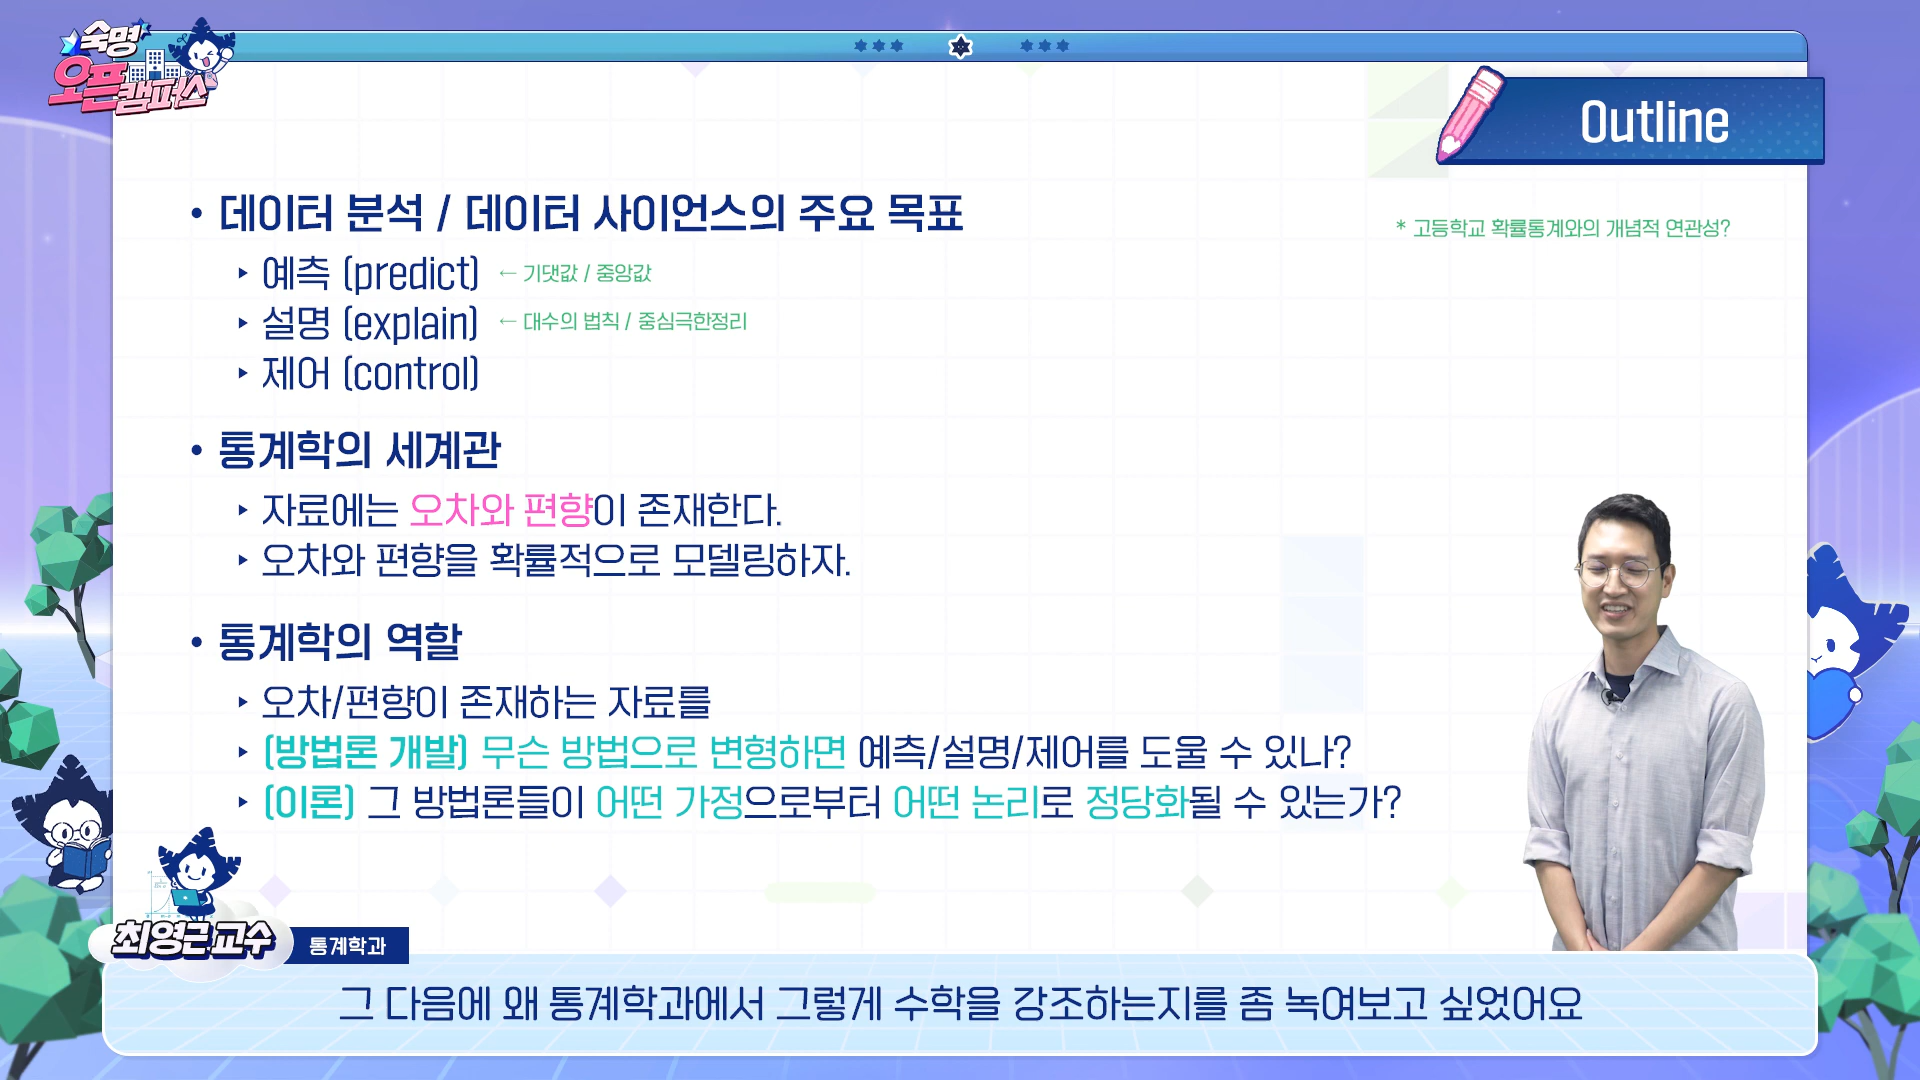 숙명
오픈캠퍼스
Outline
• 데이터 분석 / 데이터 사이언스의 주요 목표
* 고등학교 확률통계와의 개념적 연관성?
‣ 예측 (predict) ← 기댓값 / 중앙값
‣ 설명 (explain) ← 대수의 법칙 / 중심극한정리
‣ 제어 (control)
• 통계학의 세계관
‣ 자료에는 오차와 편향이 존재한다.
‣ 오차와 편향을 확률적으로 모델링하자.
• 통계학의 역할
‣ 오차/편향이 존재하는 자료를
‣ (방법론 개발) 무슨 방법으로 변형하면 예측/설명/제어를 도울 수 있나?
‣ (이론) 그 방법론들이 어떤 가정으로부터 어떤 논리로 정당화될 수 있는가?
최영근 교수 통계학과
그 다음에 왜 통계학과에서 그렇게 수학을 강조하는지를 좀 녹여보고 싶었어요